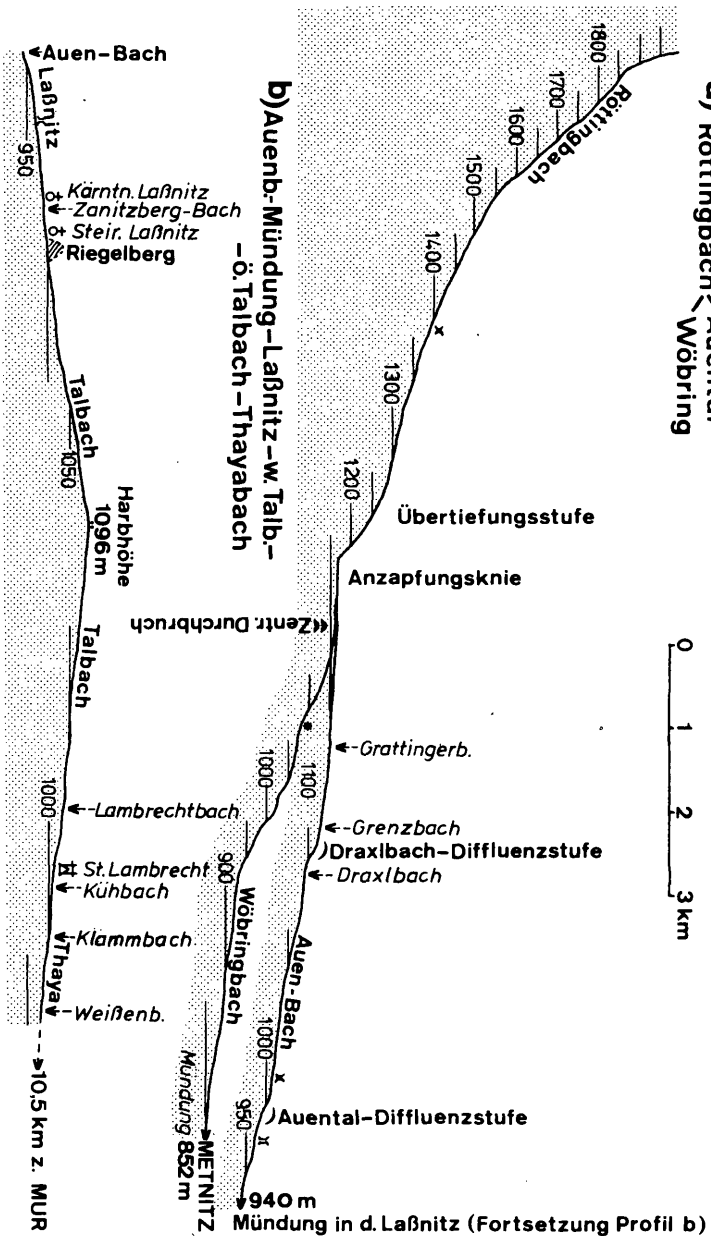 a) Röttingbach Auental
Wöbring
1800
1700
1600
1500
1400
1300
1200
Röttingbach
Übertiefungsstufe
Anzapfungsknie
Zentr. Durchbruch
0 1 2 3 km
Grattingerb.
Grenzbach
Draxlbach-Diffluenzstufe
Draxlbach
1100
1000
900
Wöbringbach
METNITZ
Mündung 852 m
Auen-Bach
1000
950
Auental-Diffluenzstufe
940 m
Mündung in d. Laßnitz (Fortsetzung Profil b)
b) Auenb.-Mündung-Laßnitz-w. Talb.-
-ö. Talbach-Thayabach
Auen-Bach
Laßnitz
950
Kärntn. Laßnitz
Zanitzberg-Bach
Steir. Laßnitz
Riegelberg
Talbach
1050
Harbhöhe
1096 m
Talbach
1000
Lambrechtbach
St. Lambrecht
Kühbach
Klammbach
Thaya
Weißenb.
10,5 km z. MUR